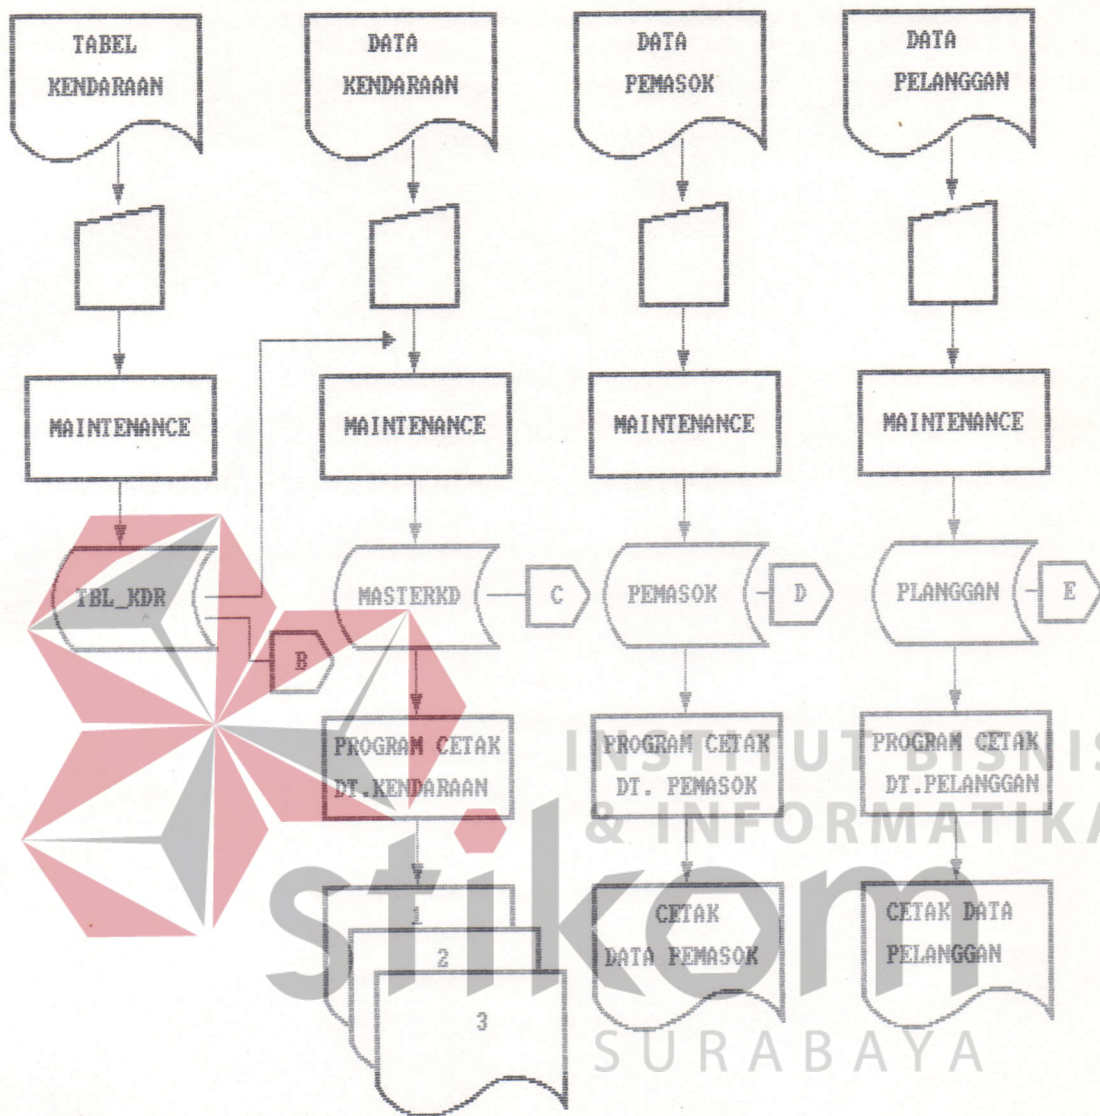 TABEL
KENDARAAN
DATA
KENDARAAN
DATA
PEMASOK
DATA
PELANGGAN
MAINTENANCE
MAINTENANCE
MAINTENANCE
MAINTENANCE
TBL_KDR
MASTERKD
C
PEMASOK
D
PLANGGAN
E
B
PROGRAM CETAK
DT.KENDARAAN
PROGRAM CETAK
DT. PEMASOK
PROGRAM CETAK
DT.PELANGGAN
INSTITUT BISNIS
& INFORMATIKA
stikom
SURABAYA
1
2
3
CETAK
DATA PEMASOK
CETAK DATA
PELANGGAN